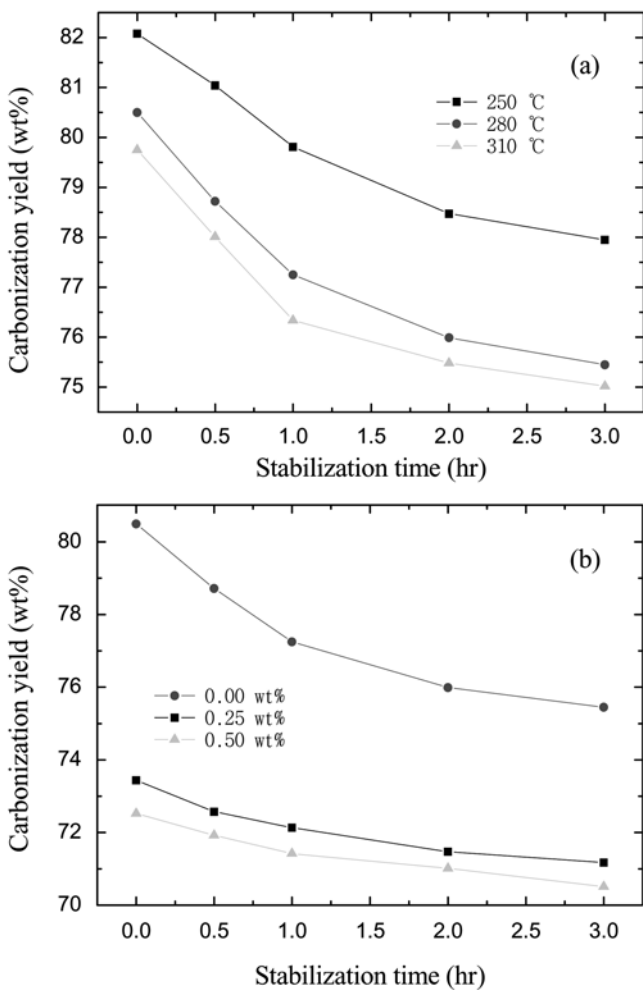 82
81
80
79
78
77
76
75
Carbonization yield (wt%)
(a)
250 ℃
280 ℃
310 ℃
0.0 0.5 1.0 1.5 2.0 2.5 3.0
Stabilization time (hr)
80
78
76
74
72
70
Carbonization yield (wt%)
(b)
0.00 wt%
0.25 wt%
0.50 wt%
0.0 0.5 1.0 1.5 2.0 2.5 3.0
Stabilization time (hr)